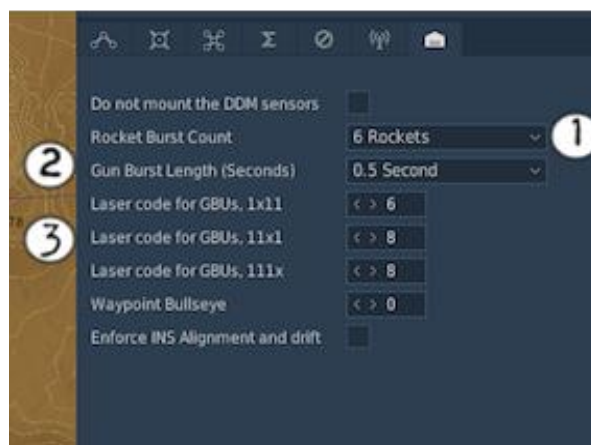 Do not mount the DDM sensors
Rocket Burst Count 6 Rockets 1
2 Gun Burst Length (Seconds) 0.5 Second
Laser code for GBUs, 1x11 < > 6
3 Laser code for GBUs, 11x1 < > 8
Laser code for GBUs, 111x < > 8
Waypoint Bullseye < > 0
Enforce INS Alignment and drift